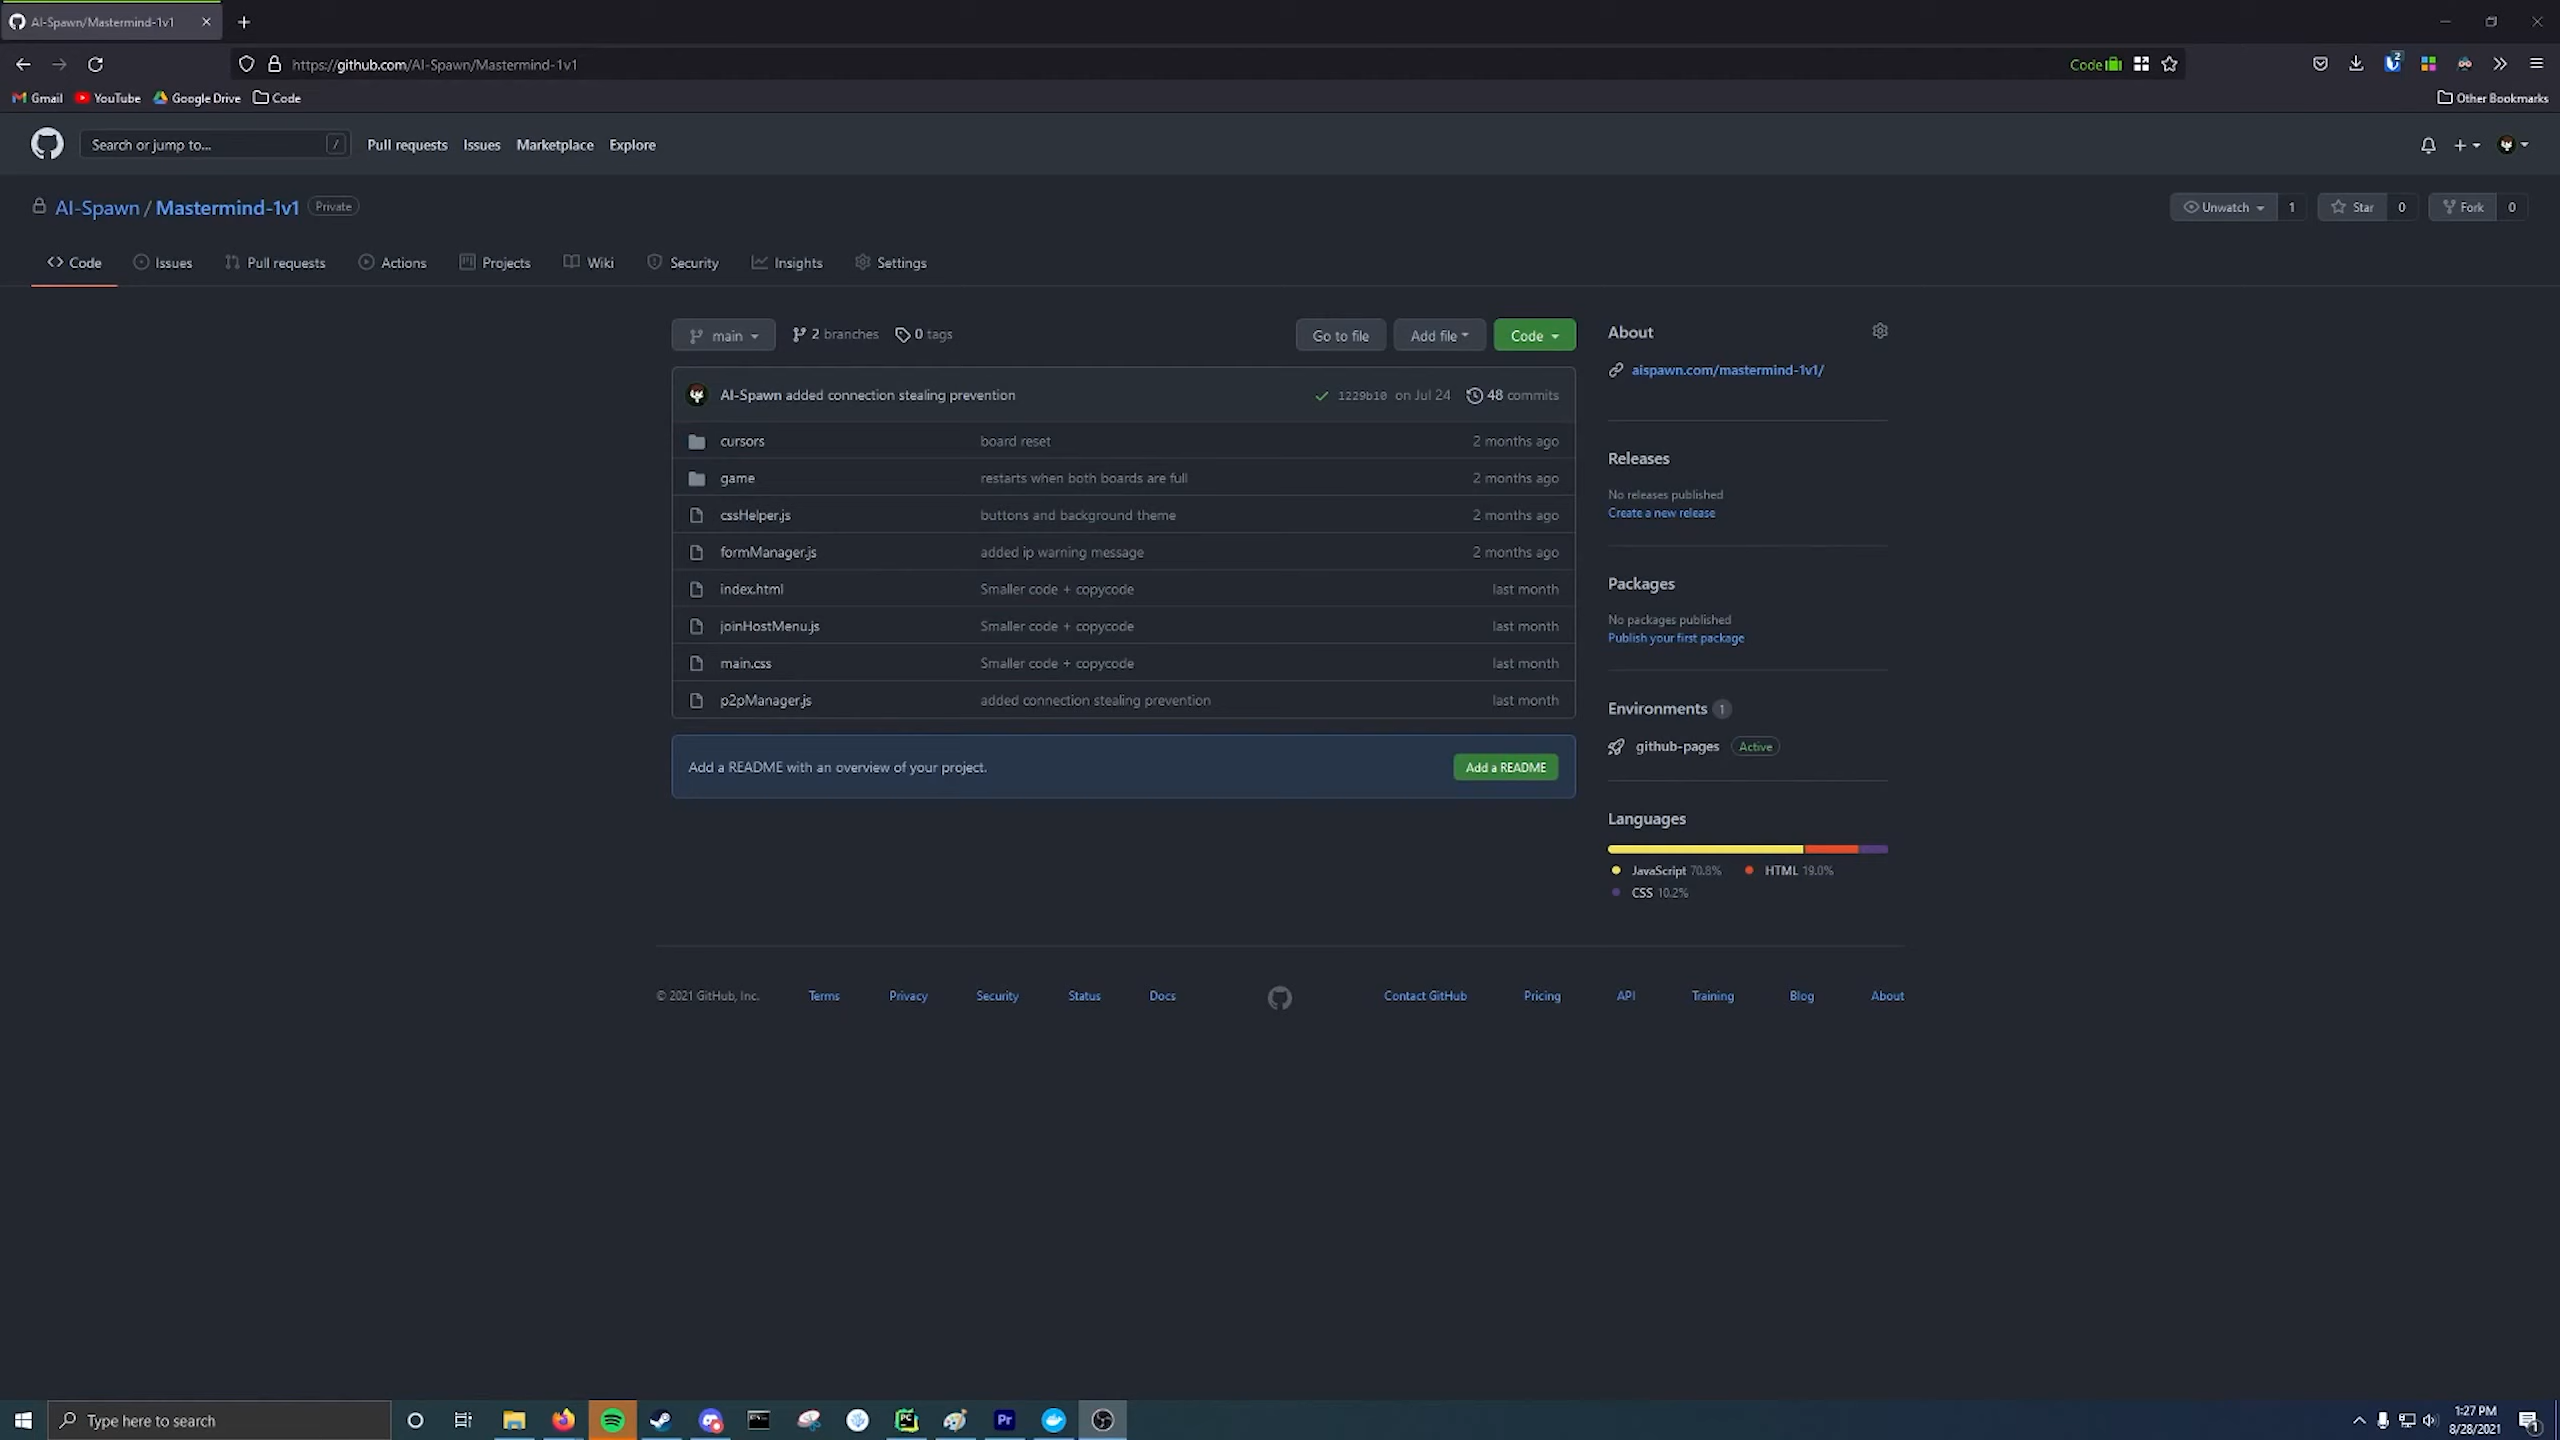 AI-Spawn/Mastermind-1v1
https://github.com/AI-Spawn/Mastermind-1v1
Code
2
Gmail YouTube Google Drive Code
Other Bookmarks
Search or jump to... /
Pull requests Issues Marketplace Explore
AI-Spawn / Mastermind-1v1 Private
Unwatch 1 Star 0 Fork 0
Code Issues Pull requests Actions Projects Wiki Security Insights Settings
main 2 branches 0 tags
Go to file Add file Code
AI-Spawn added connection stealing prevention 1229b10 on Jul 24 48 commits
cursors board reset 2 months ago
game restarts when both boards are full 2 months ago
cssHelper.js buttons and background theme 2 months ago
formManager.js added ip warning message 2 months ago
index.html Smaller code + copycode last month
joinHostMenu.js Smaller code + copycode last month
main.css Smaller code + copycode last month
p2pManager.js added connection stealing prevention last month
Add a README with an overview of your project. Add a README
About
aispawn.com/mastermind-1v1/
Releases
No releases published
Create a new release
Packages
No packages published
Publish your first package
Environments 1
github-pages Active
Languages
JavaScript 70.8% HTML 19.0%
CSS 10.2%
© 2021 GitHub, Inc. Terms Privacy Security Status Docs Contact GitHub Pricing API Training Blog About
Type here to search
PC
Pr
1:27 PM
8/28/2021
1